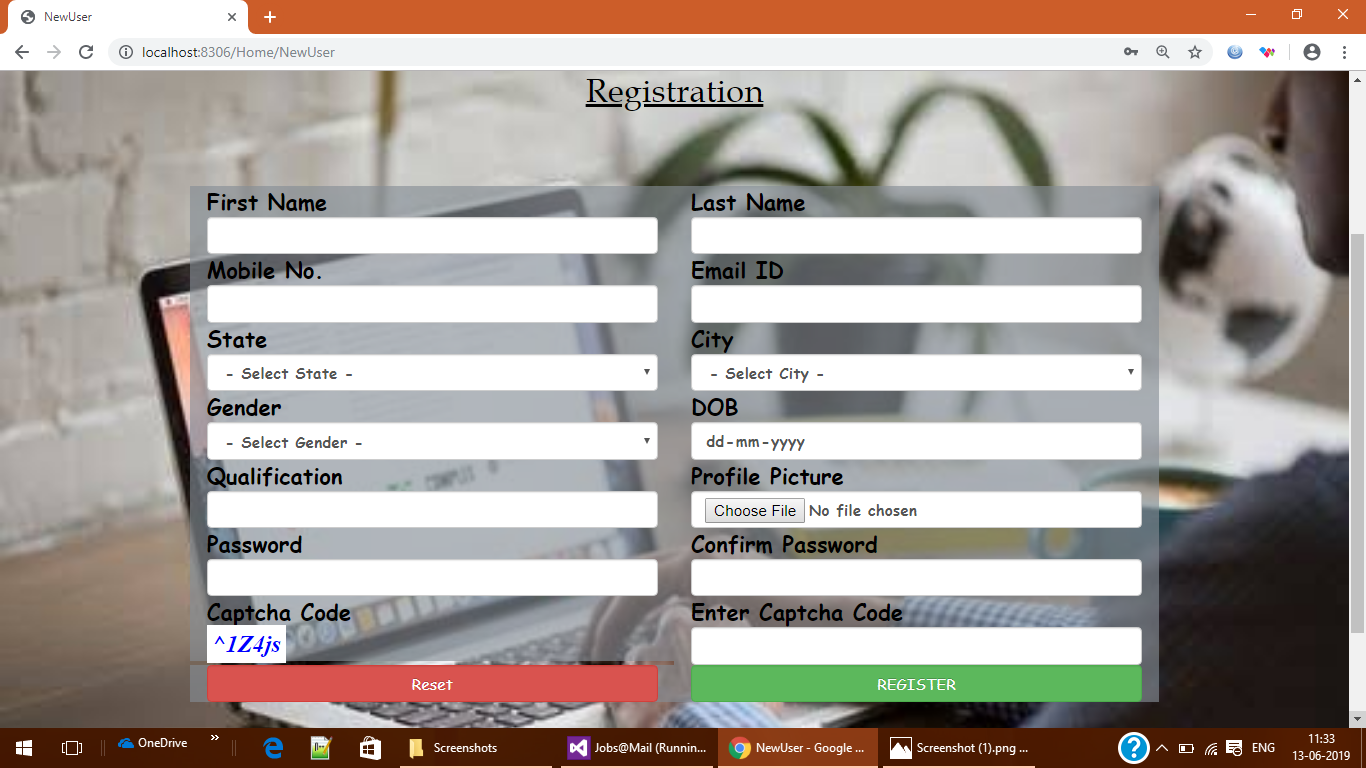 NewUser
localhost:8306/Home/NewUser
Registration
First Name
Last Name
Mobile No.
Email ID
State
City
- Select State -
- Select City -
Gender
DOB
- Select Gender -
dd-mm-yyyy
Qualification
Profile Picture
Choose File No file chosen
Password
Confirm Password
Captcha Code
Enter Captcha Code
^1Z4js
Reset
REGISTER
OneDrive
»
Screenshots
Jobs@Mail (Runnin...
NewUser - Google ...
Screenshot (1).png ...
ENG
11:33
13-06-2019